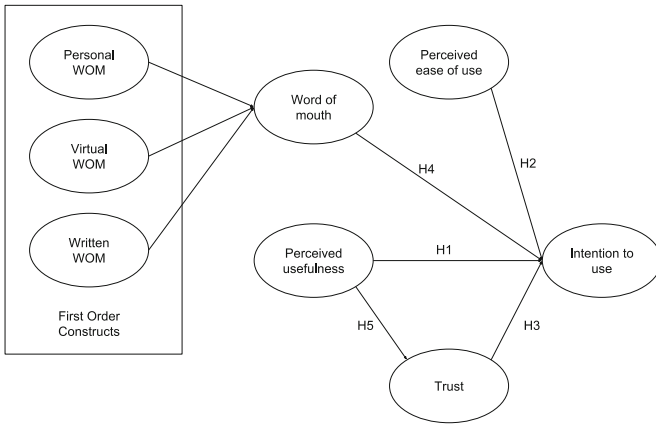 Personal
WOM
Virtual
WOM
Written
WOM
First Order
Constructs
Word of
mouth
Perceived
ease of use
H4
H2
Perceived
usefulness
H1
Intention to
use
H5
H3
Trust